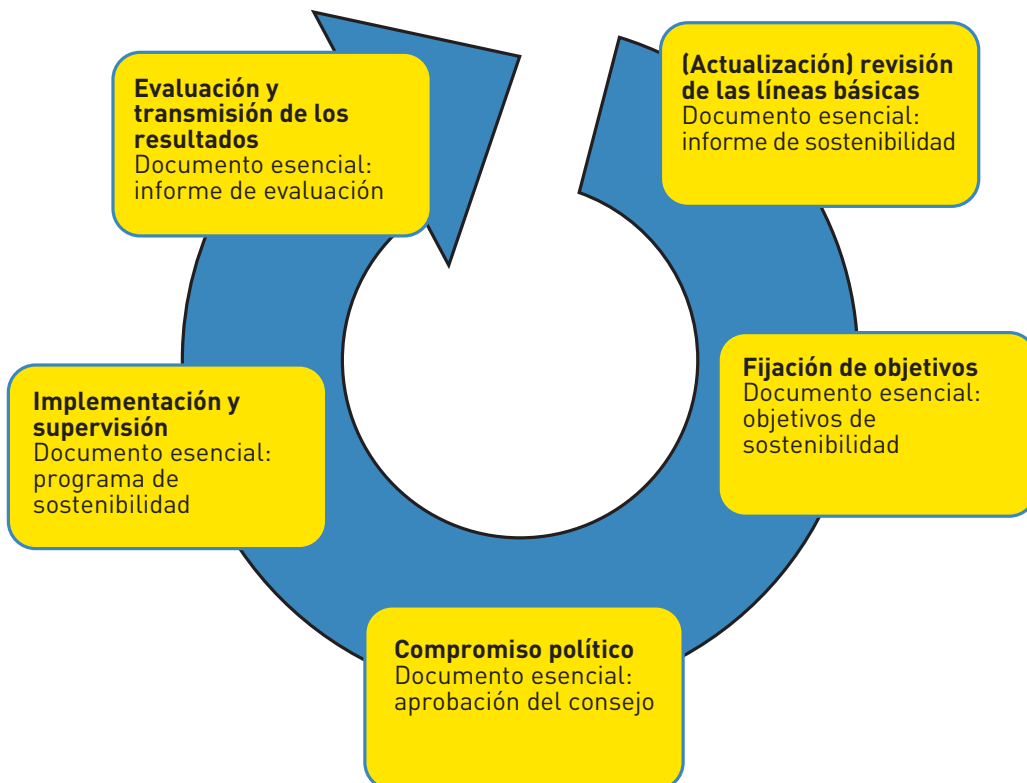 (Actualización) revisión
de las líneas básicas
Documento esencial:
informe de sostenibilidad
Fijación de objetivos
Documento esencial:
objetivos de
sostenibilidad
Compromiso político
Documento esencial:
aprobación del consejo
Implementación y
supervisión
Documento esencial:
programa de
sostenibilidad
Evaluación y
transmisión de los
resultados
Documento esencial:
informe de evaluación